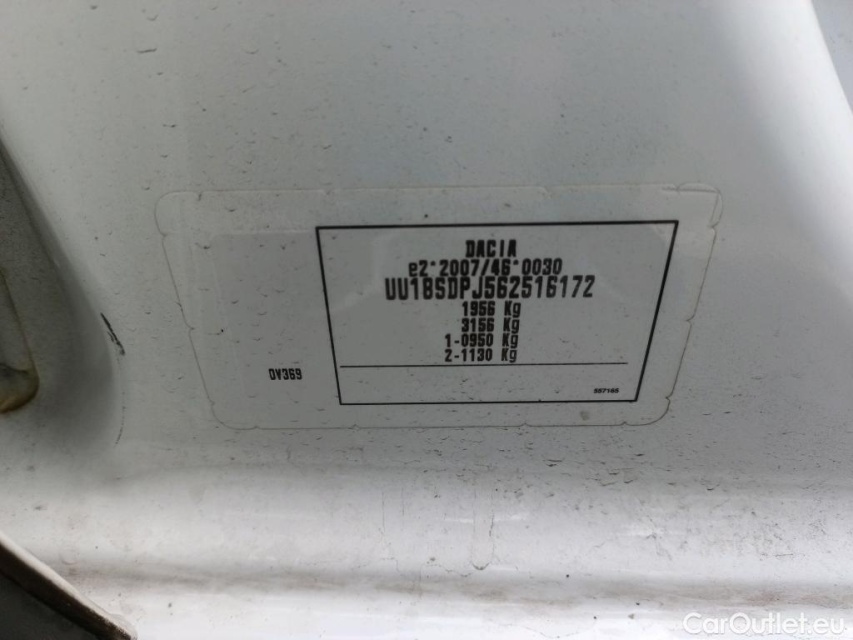 DACIA
e2*2007/46*0030
UU18SDPJ562516172
1956 Kg
3156 Kg
1-0950 Kg
2-1130 Kg
OV369
557165
CarOutlet.eu